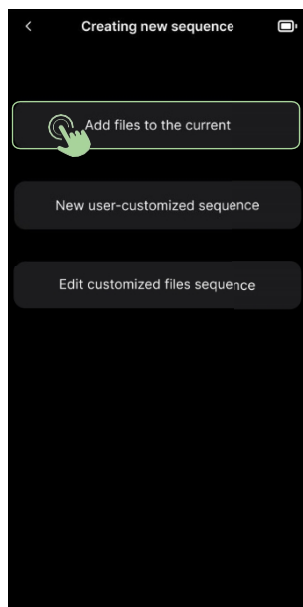 Creating new sequence
Add files to the current
New user-customized sequence
Edit customized files sequence